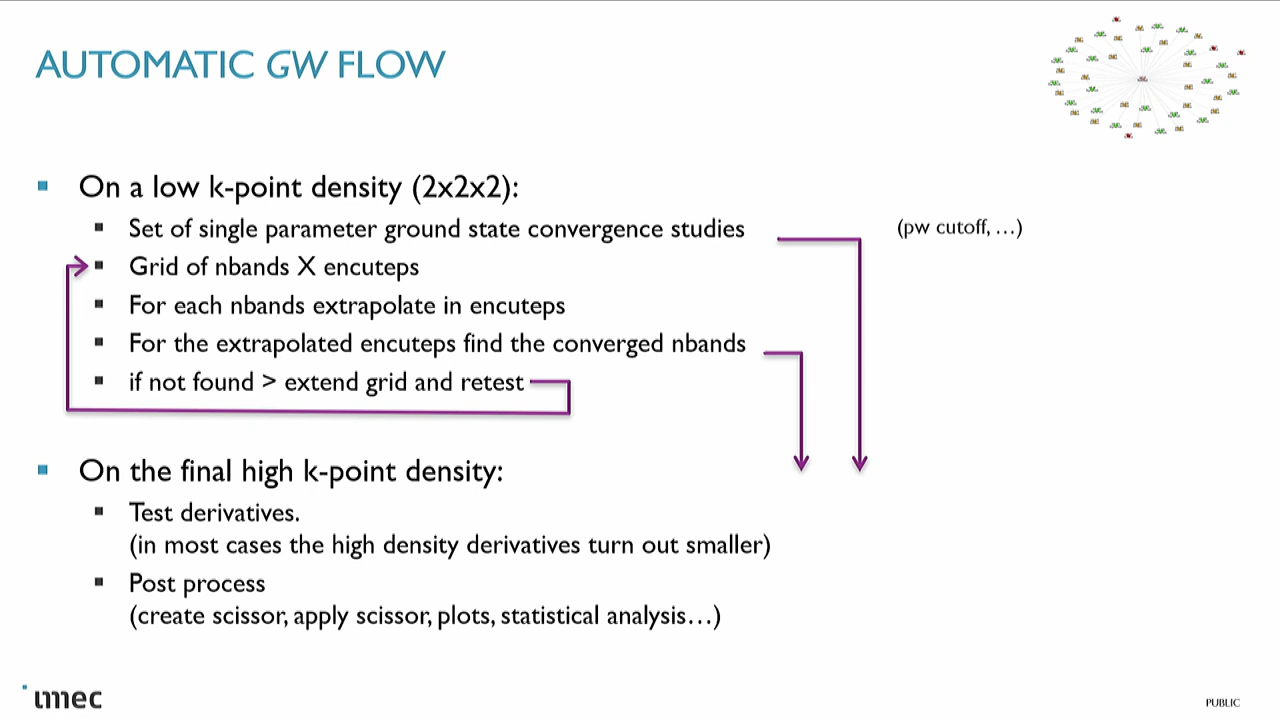 AUTOMATIC GW FLOW
On a low k-point density (2x2x2):
Set of single parameter ground state convergence studies
(pw cutoff, …)
Grid of nbands X encuteps
For each nbands extrapolate in encuteps
For the extrapolated encuteps find the converged nbands
if not found > extend grid and retest
On the final high k-point density:
Test derivatives.
(in most cases the high density derivatives turn out smaller)
Post process
(create scissor, apply scissor, plots, statistical analysis…)
imec
PUBLIC